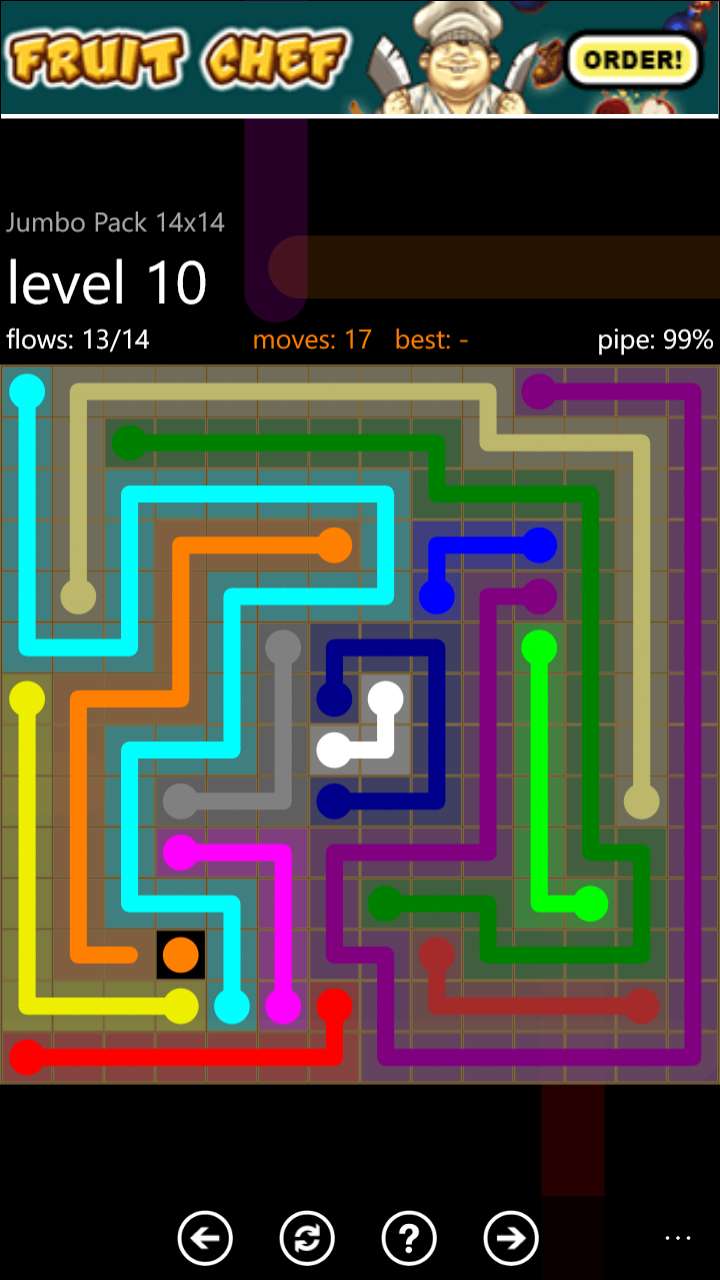 FRUIT CHEF ORDER!
Jumbo Pack 14x14
level 10
flows: 13/14 moves: 17 best: - pipe: 99%
?
...